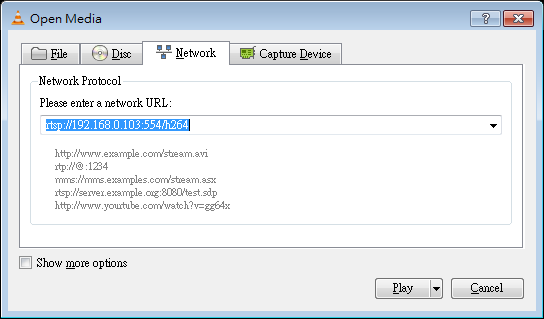 Open Media
File
Disc
Network
Capture Device
Network Protocol
Please enter a network URL:
rtsp://192.168.0.103:554/h264
http://www.example.com/stream.avi
rtp://@:1234
mms://mms.examples.com/stream.asx
rtsp://server.example.org:8080/test.sdp
http://www.youtube.com/watch?v=gg64x
Show more options
Play
Cancel